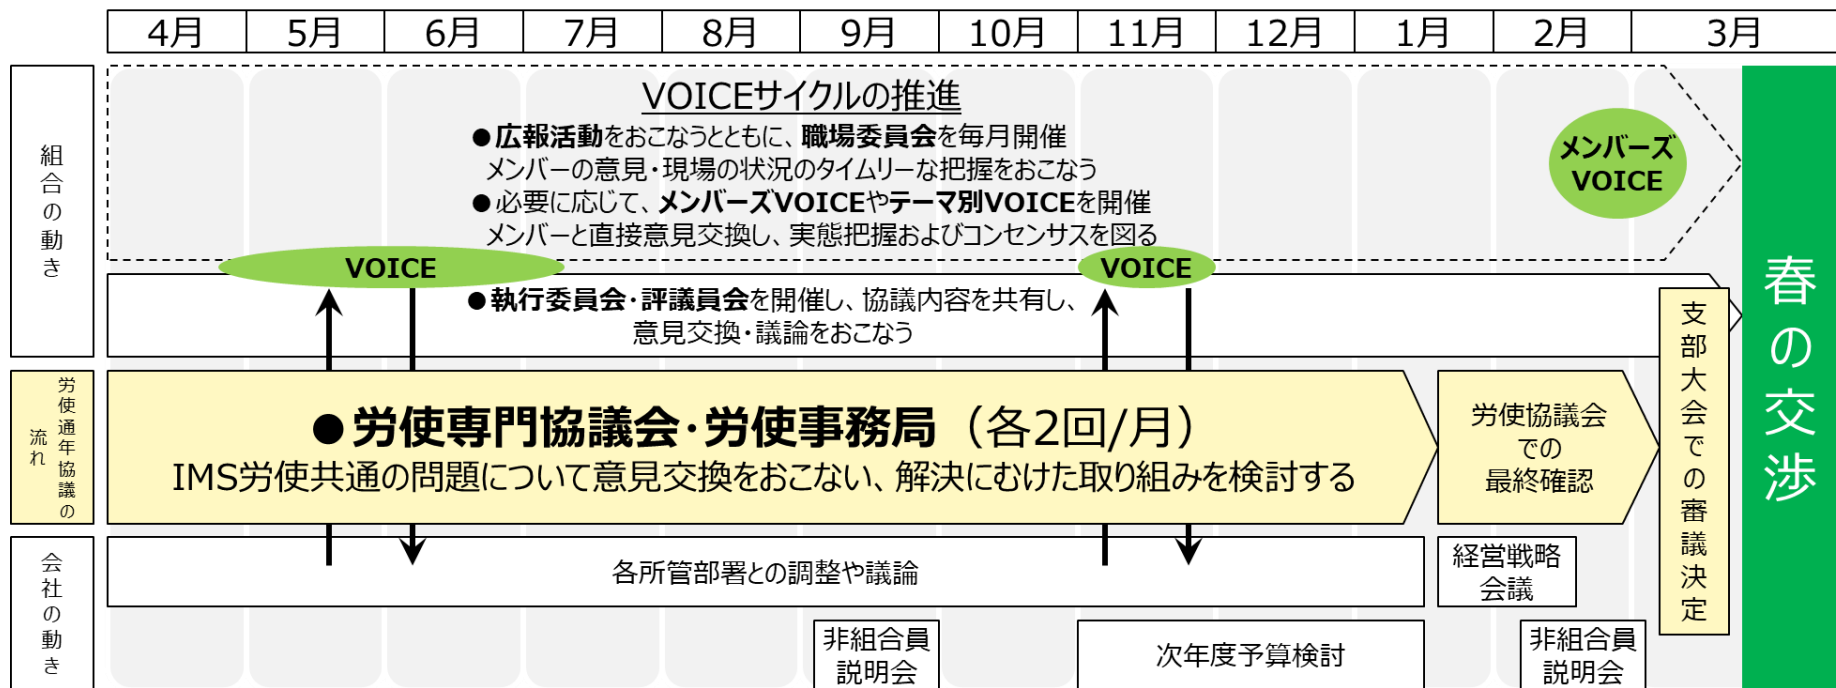 4月 5月 6月 7月 8月 9月 10月 11月 12月 1月 2月 3月
組合の動き
VOICEサイクルの推進
●広報活動をおこなうとともに、職場委員会を毎月開催
メンバーの意見・現場の状況のタイムリーな把握をおこなう
●必要に応じて、メンバーズVOICEやテーマ別VOICEを開催
メンバーと直接意見交換し、実態把握およびコンセンサスを図る
メンバーズ
VOICE
VOICE
VOICE
●執行委員会・評議員会を開催し、協議内容を共有し、
意見交換・議論をおこなう
労使通年協議の
流れ
●労使専門協議会・労使事務局（各2回/月）
IMS労使共通の問題について意見交換をおこない、解決にむけた取り組みを検討する
労使協議会
での
最終確認
支部大会での審議決定
春の交渉
会社の動き
各所管部署との調整や議論
経営戦略
会議
非組合員
説明会
次年度予算検討
非組合員
説明会